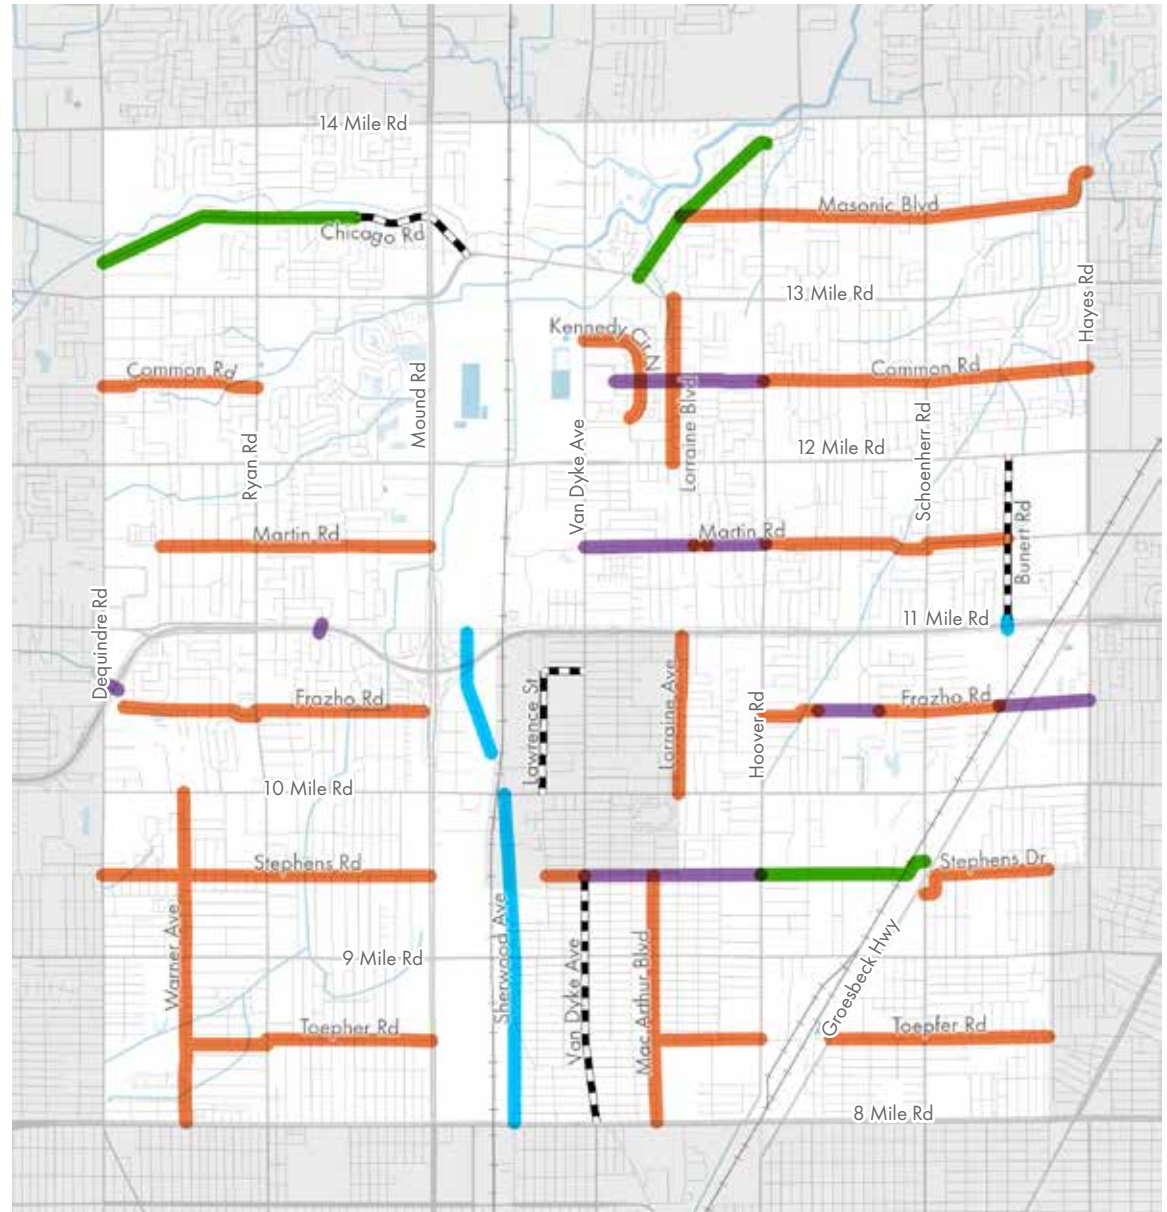 14 Mile Rd
Masonic Blvd
Chicago Rd
13 Mile Rd
Hayes Rd
Kennedy Cir N
Common Rd
Common Rd
Mound Rd
Lorraine Blvd
Schoenherr Rd
12 Mile Rd
Ryan Rd
Van Dyke Ave
Martin Rd
Martin Rd
Bunert Rd
Dequindre Rd
11 Mile Rd
Frazho Rd
Lawrence St
Lorraine Ave
Hoover Rd
Frazho Rd
10 Mile Rd
Stephens Rd
Stephens Dr
Warner Ave
Sherwood Ave
9 Mile Rd
Van Dyke Ave
Mac Arthur Blvd
Groesbeck Hwy
Toepher Rd
Toepfer Rd
8 Mile Rd